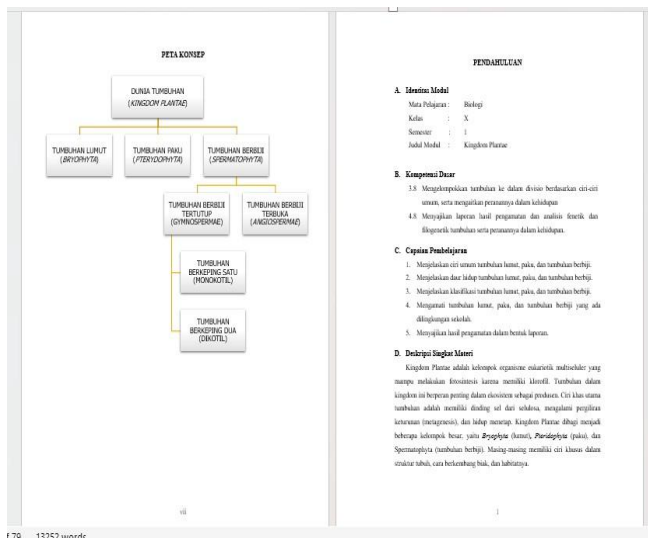 PETA KONSEP
DUNIA TUMBUHAN
(KINGDOM PLANTAE)
TUMBUHAN LUMUT
(BRYOPHYTA)
TUMBUHAN PAKU
(PTERYDOPHYTA)
TUMBUHAN BERBIJI
(SPERMATOPHYTA)
TUMBUHAN BERBIJI
TERTUTUP
(GYMNOSPERMAE)
TUMBUHAN BERBIJI
TERBUKA
(ANGIOSPERMAE)
TUMBUHAN
BERKEPING SATU
(MONOKOTIL)
TUMBUHAN
BERKEPING DUA
(DIKOTIL)
vii
PENDAHULUAN
A. Identitas Modul
Mata Pelajaran : Biologi
Kelas : X
Semester : 1
Judul Modul : Kingdom Plantae
B. Kompetensi Dasar
3.8 Mengelompokkan tumbuhan ke dalam divisio berdasarkan ciri-ciri
umum, serta mengaitkan peranannya dalam kehidupan
4.8 Menyajikan laporan hasil pengamatan dan analisis fenetik dan
filogenetik tumbuhan serta peranannya dalam kehidupan.
C. Capaian Pembelajaran
1. Menjelaskan ciri umum tumbuhan lumut, paku, dan tumbuhan berbiji.
2. Menjelaskan daur hidup tumbuhan lumut, paku, dan tumbuhan berbiji.
3. Menjelaskan klasifikasi tumbuhan lumut, paku, dan tumbuhan berbiji.
4. Mengamati tumbuhan lumut, paku, dan tumbuhan berbiji yang ada
dilingkungan sekolah.
5. Menyajikan hasil pengamatan dalam bentuk laporan.
D. Deskripsi Singkat Materi
Kingdom Plantae adalah kelompok organisme eukariotik multiseluler yang
mampu melakukan fotosintesis karena memiliki klorofil. Tumbuhan dalam
kingdom ini berperan penting dalam ekosistem sebagai produsen. Ciri khas utama
tumbuhan adalah memiliki dinding sel dari selulosa, mengalami pergiliran
keturunan (metagenesis), dan hidup menetap. Kingdom Plantae dibagi menjadi
beberapa kelompok besar, yaitu Bryophyta (lumut), Pteridophyta (paku), dan
Spermatophyta (tumbuhan berbiji). Masing-masing memiliki ciri khusus dalam
struktur tubuh, cara berkembang biak, dan habitatnya.
1
f 79 13252 words